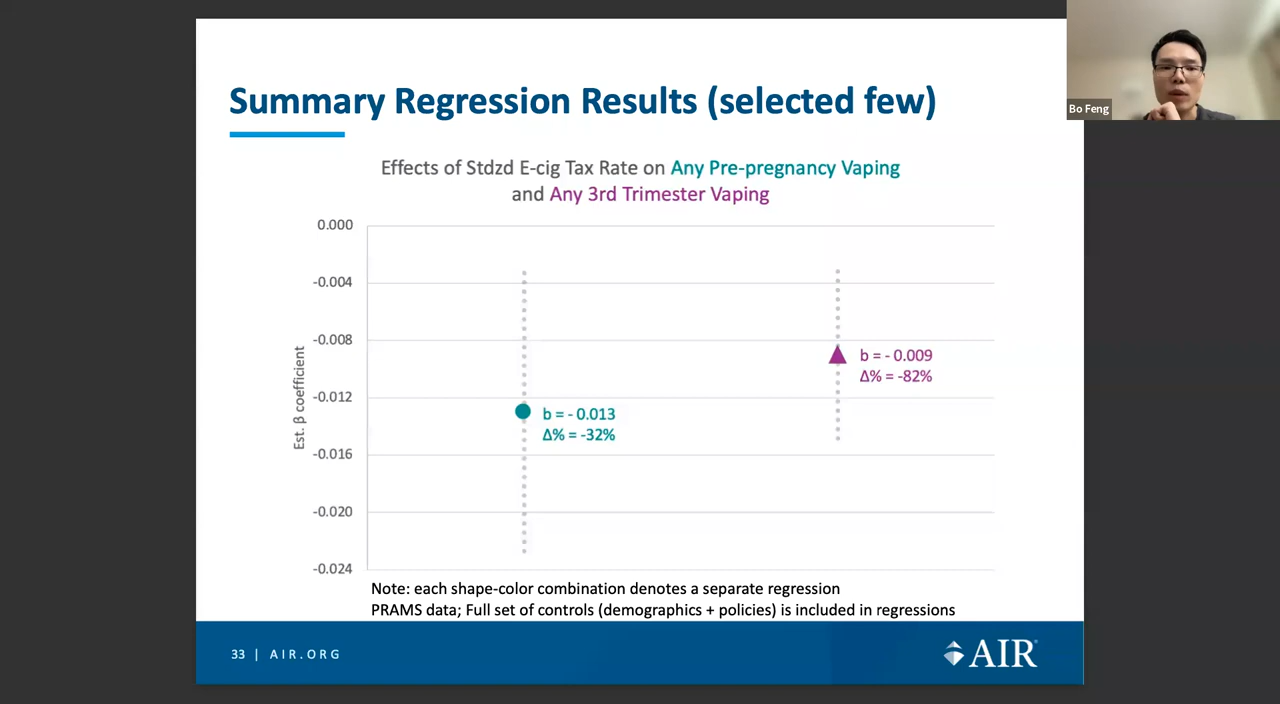 Summary Regression Results (selected few)
Bo Feng
Effects of Stdzd E-cig Tax Rate on Any Pre-pregnancy Vaping
and Any 3rd Trimester Vaping
0.000
-0.004
-0.008
-0.012
-0.016
-0.020
-0.024
Est. β coefficient
b = - 0.013
Δ% = -32%
b = - 0.009
Δ% = -82%
Note: each shape-color combination denotes a separate regression
PRAMS data; Full set of controls (demographics + policies) is included in regressions
33 | AIR.ORG
AIR